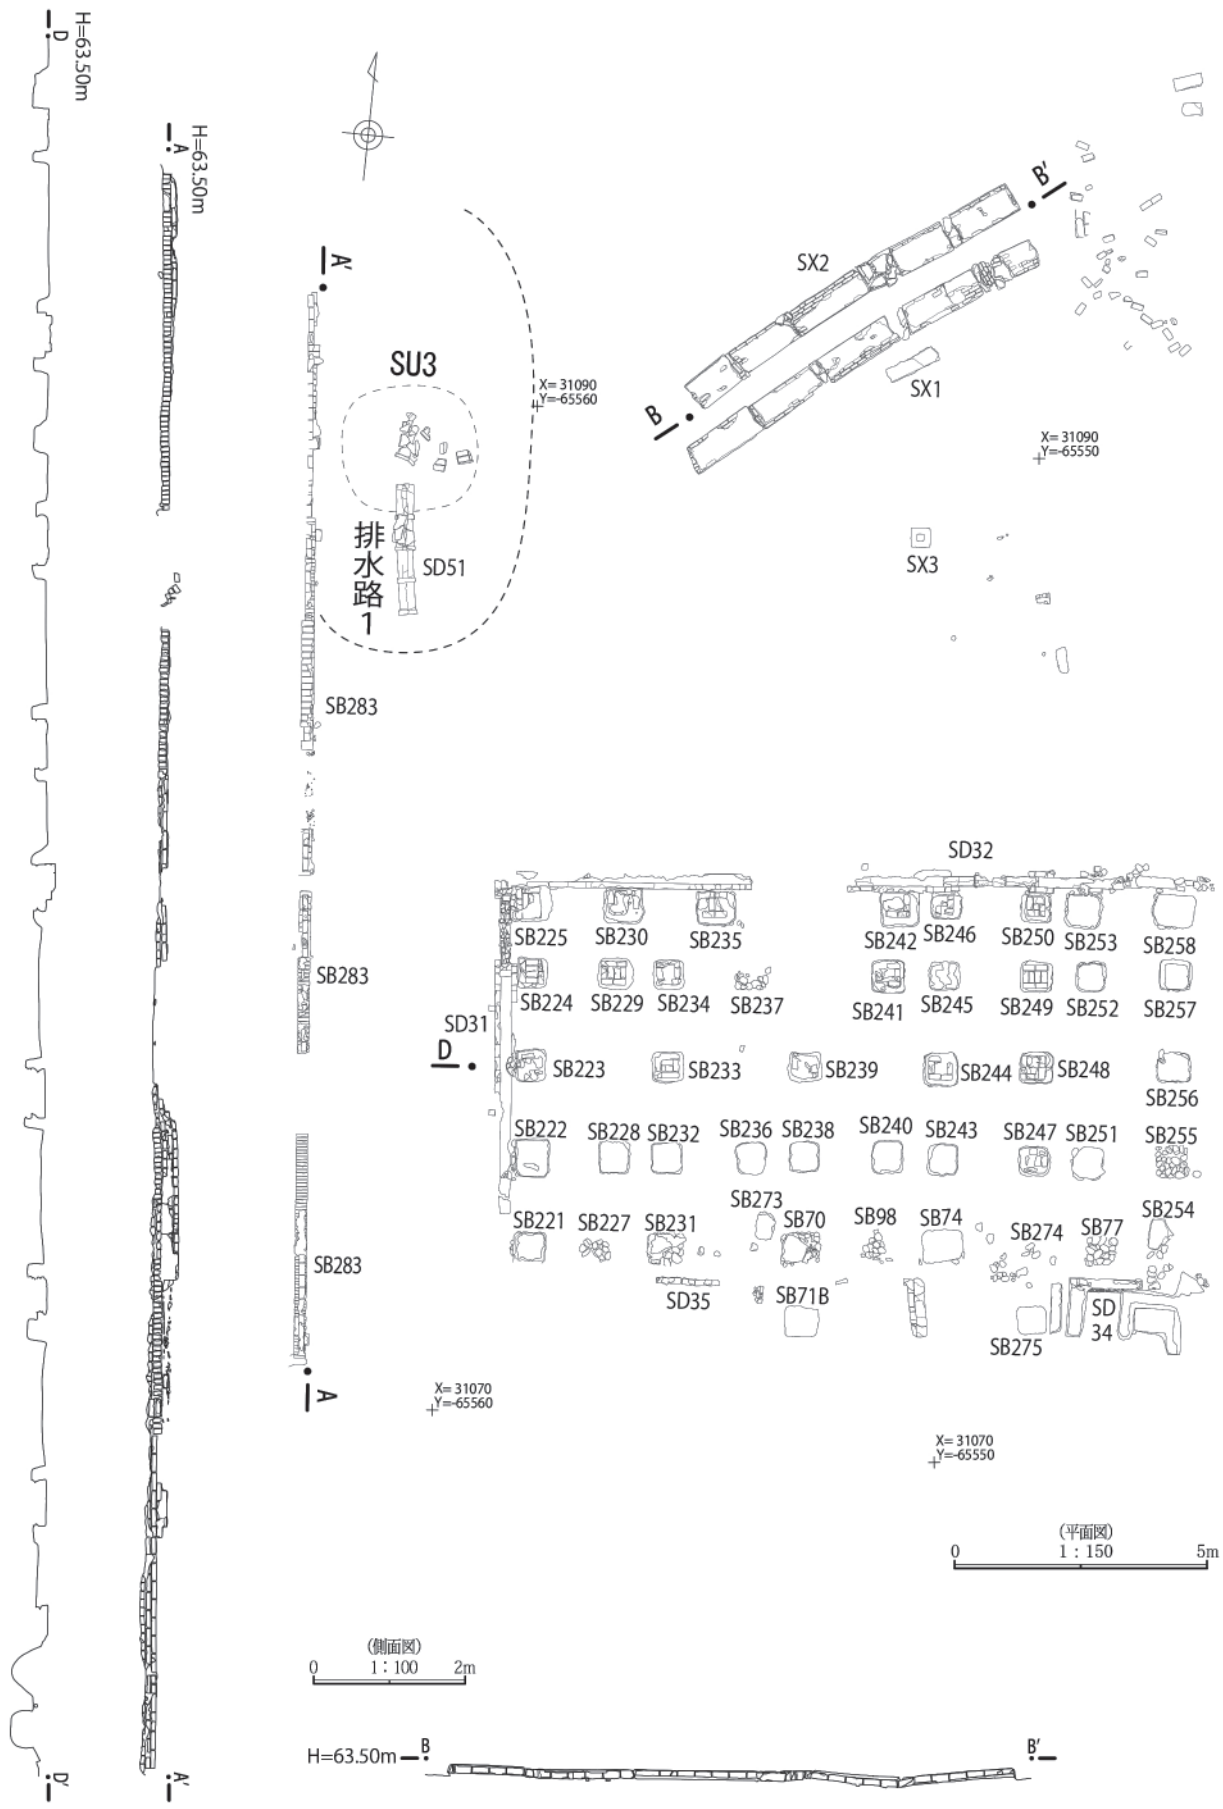 H=63.50m
D
H=63.50m
A
A'
B'
SX2
SU3
X= 31090
Y=-65560
SX1
B
X= 31090
Y=-65550
排水路1
SD51
SX3
SB283
SD32
SB225
SB230
SB235
SB242
SB246
SB250
SB253
SB258
SB283
SB224
SB229
SB234
SB237
SB241
SB245
SB249
SB252
SB257
SD31
D
SB223
SB233
SB239
SB244
SB248
SB256
SB222
SB228
SB232
SB236
SB238
SB240
SB243
SB247
SB251
SB255
SB221
SB227
SB231
SB273
SB70
SB98
SB74
SB274
SB77
SB254
SB283
SD35
SB71B
SB275
SD
34
A
X= 31070
Y=-65560
X= 31070
Y=-65550
(平面図)
0 1：150 5m
(側面図)
0 1：100 2m
H=63.50m
B
B'
D'
A'